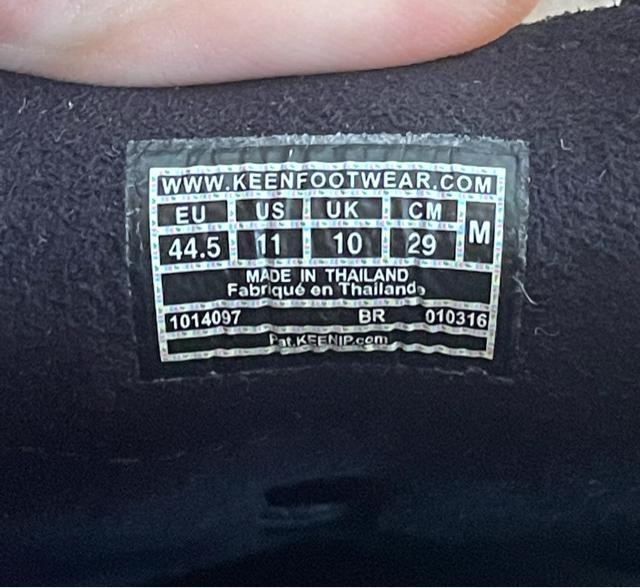 WWW.KEENFOOTWEAR.COM
EU US UK CM M
44.5 11 10 29
MADE IN THAILAND
Fabriqué en Thailande
1014097 BR 010316
Pat.KEENIP.com